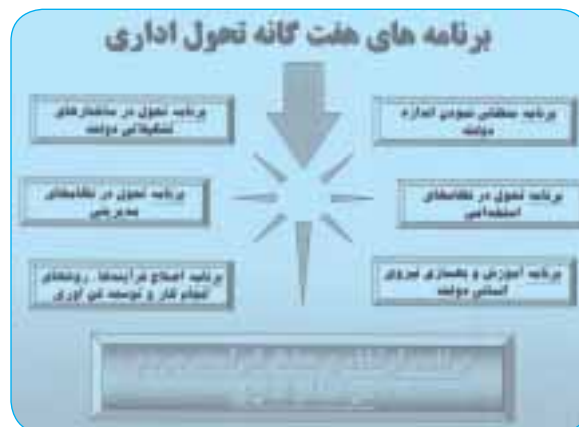 برنامه های هفت گانه تحول اداری
برنامه منطقی نمودن اندازه
دولت
برنامه تحول در ساختارهای
تشکیلاتی دولت
برنامه تحول در نظامهای
استخدامی
برنامه تحول در نظامهای
مدیریتی
برنامه آموزش و بهسازی نیروی
انسانی دولت
برنامه اصلاح فرآیندها، روشهای
انجام کار و توسعه فن آوری